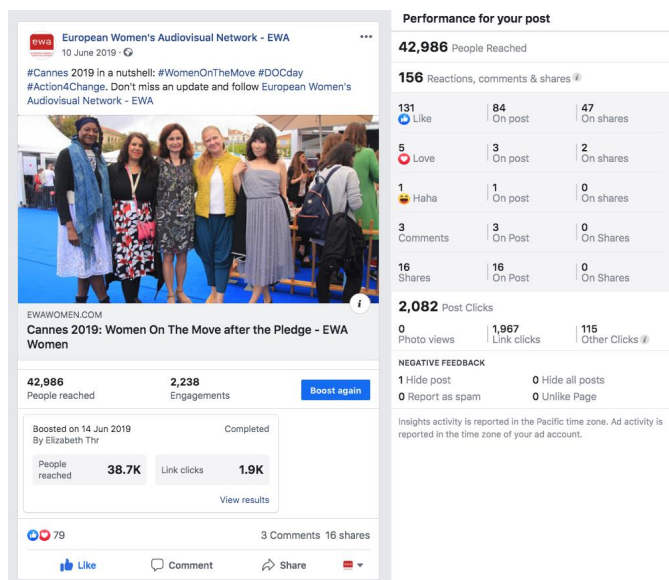 ewa
European Women's Audiovisual Network - EWA
10 June 2019 ·
#Cannes 2019 in a nutshell: #WomenOnTheMove #DOCday
#Action4Change. Don't miss an update and follow European Women's
Audiovisual Network - EWA
EWAWOMEN.COM
Cannes 2019: Women On The Move after the Pledge - EWA
Women
42,986
People reached
2,238
Engagements
Boost again
Boosted on 14 Jun 2019
Completed
By Elizabeth Thr
People
reached
38.7K
Link clicks
1.9K
View results
79
3 Comments 16 shares
Like
Comment
Share
Performance for your post
42,986 People Reached
156 Reactions, comments & shares
131 84 47
Like On post On shares
5 3 2
Love On post On shares
1 1 0
Haha On post On shares
3 3 0
Comments On Post On Shares
16 16 0
Shares On Post On Shares
2,082 Post Clicks
0 1,967 115
Photo views Link clicks Other Clicks
NEGATIVE FEEDBACK
1 Hide post 0 Hide all posts
0 Report as spam 0 Unlike Page
Insights activity is reported in the Pacific time zone. Ad activity is
reported in the time zone of your ad account.